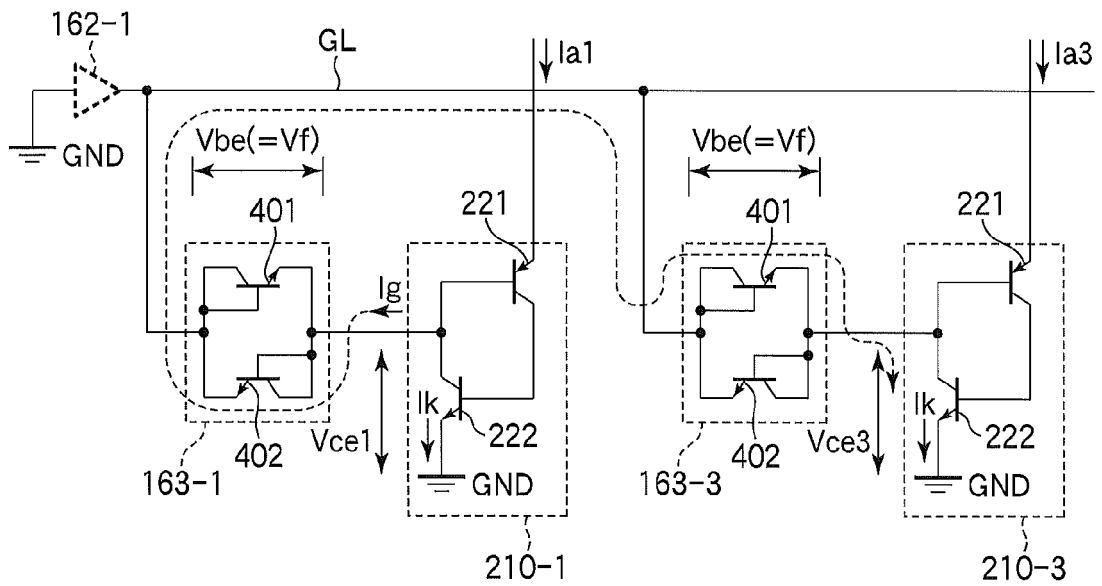 162-1
GL
Ia1
Ia3
GND
Vbe(=Vf)
Vbe(=Vf)
401
221
401
221
Ig
Ik
Vce1
402
222
163-1
GND
210-1
Ik
Vce3
402
222
163-3
GND
210-3